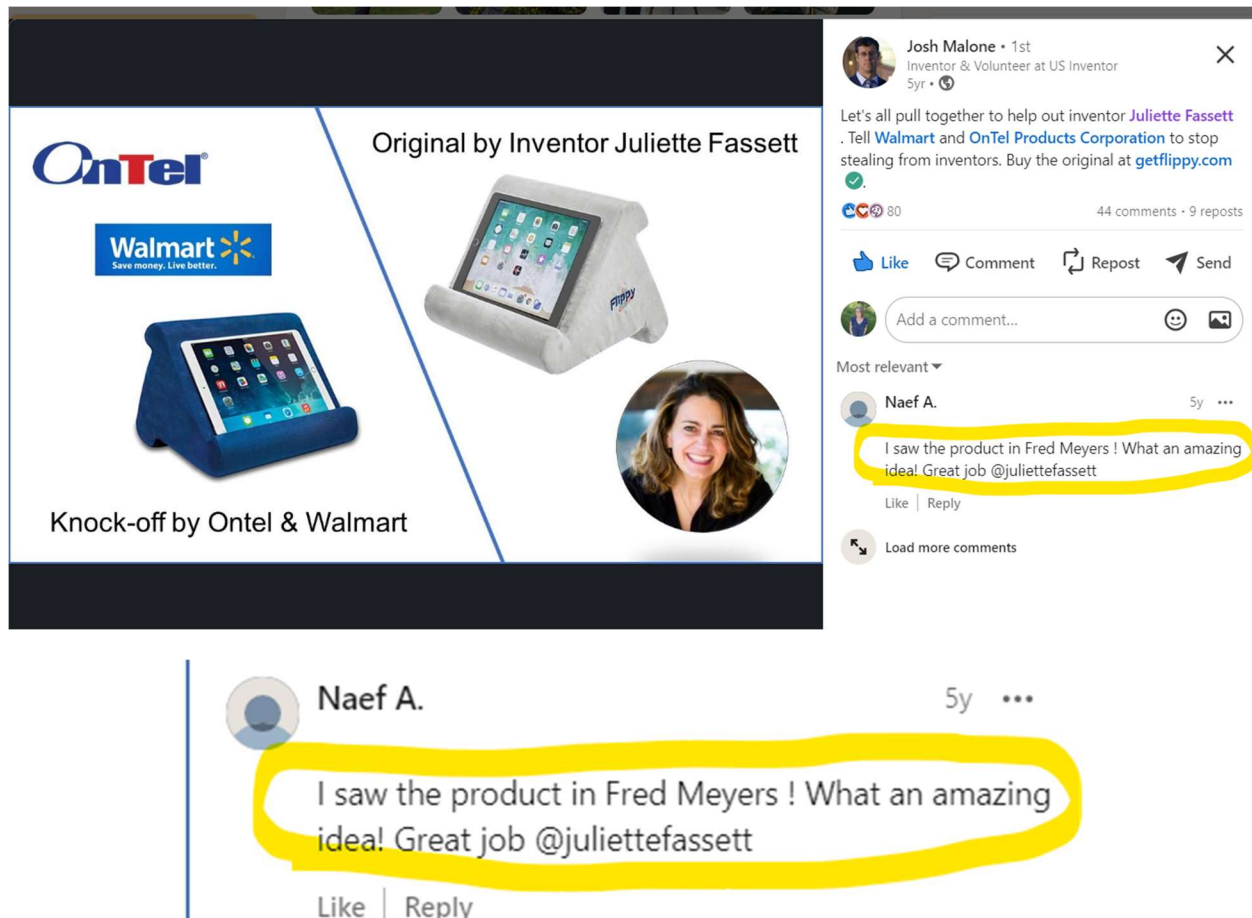 OnTel®
Walmart
Save money. Live better.
Knock-off by Ontel & Walmart
Original by Inventor Juliette Fassett
Flippy
Josh Malone • 1st
Inventor & Volunteer at US Inventor
5yr •
Let's all pull together to help out inventor Juliette Fassett
. Tell Walmart and OnTel Products Corporation to stop
stealing from inventors. Buy the original at getflippy.com
.
80
44 comments • 9 reposts
Like Comment Repost Send
Add a comment...
Most relevant
Naef A.
5y •••
I saw the product in Fred Meyers ! What an amazing
idea! Great job @juliettefassett
Like | Reply
Load more comments
Naef A.
5y •••
I saw the product in Fred Meyers ! What an amazing
idea! Great job @juliettefassett
Like | Reply